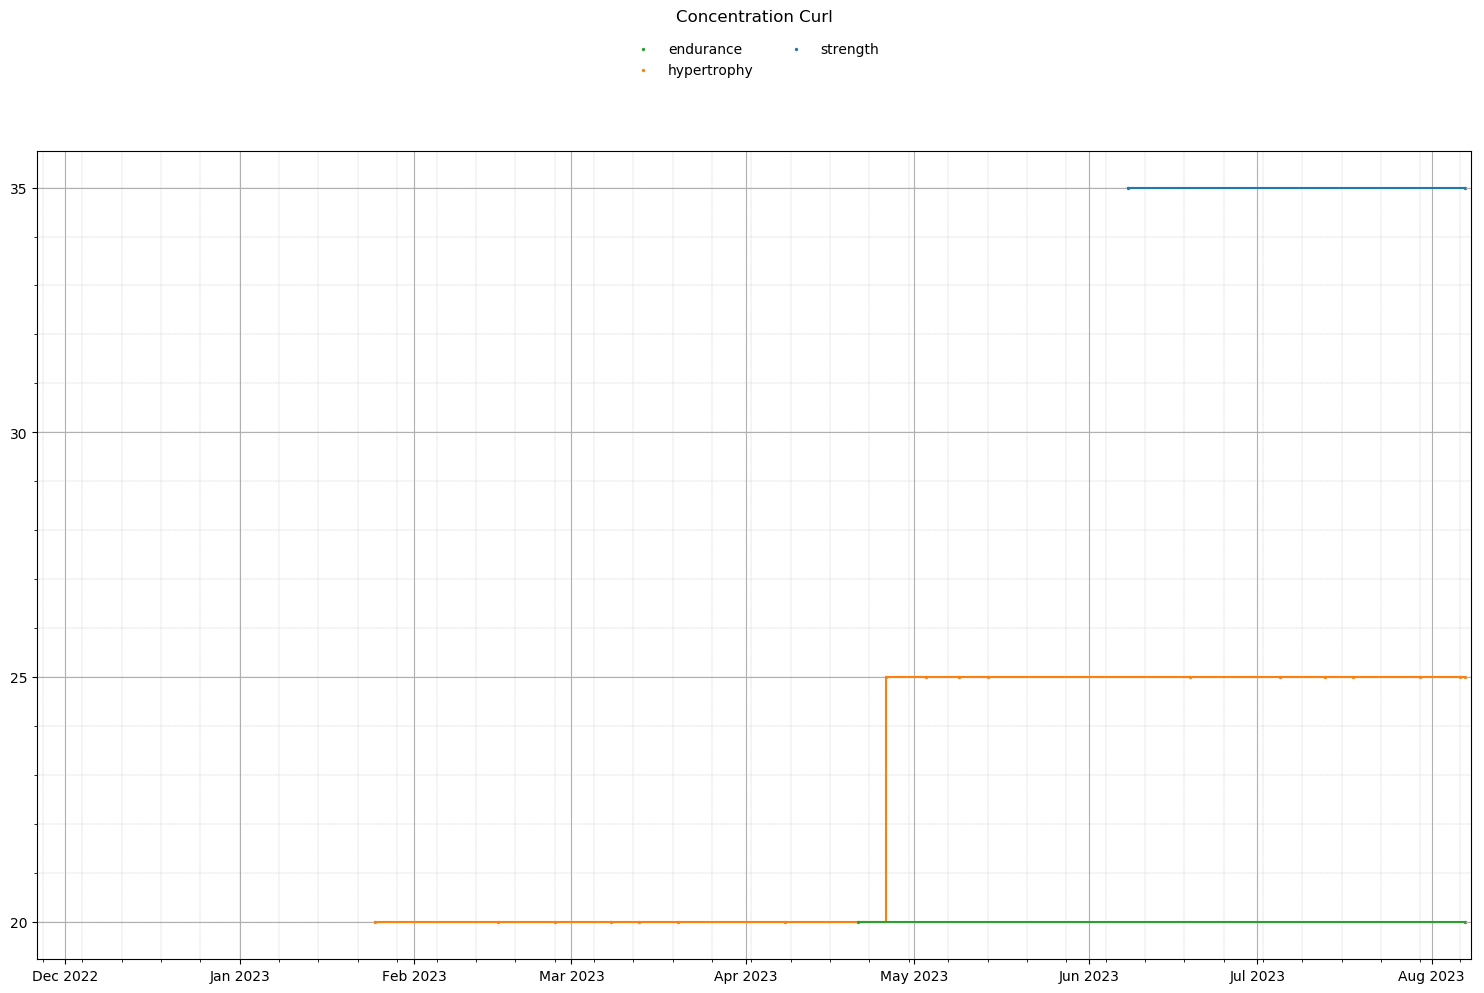 Concentration Curl
endurance strength
hypertrophy
35
30
25
20
Dec 2022 Jan 2023 Feb 2023 Mar 2023 Apr 2023 May 2023 Jun 2023 Jul 2023 Aug 2023